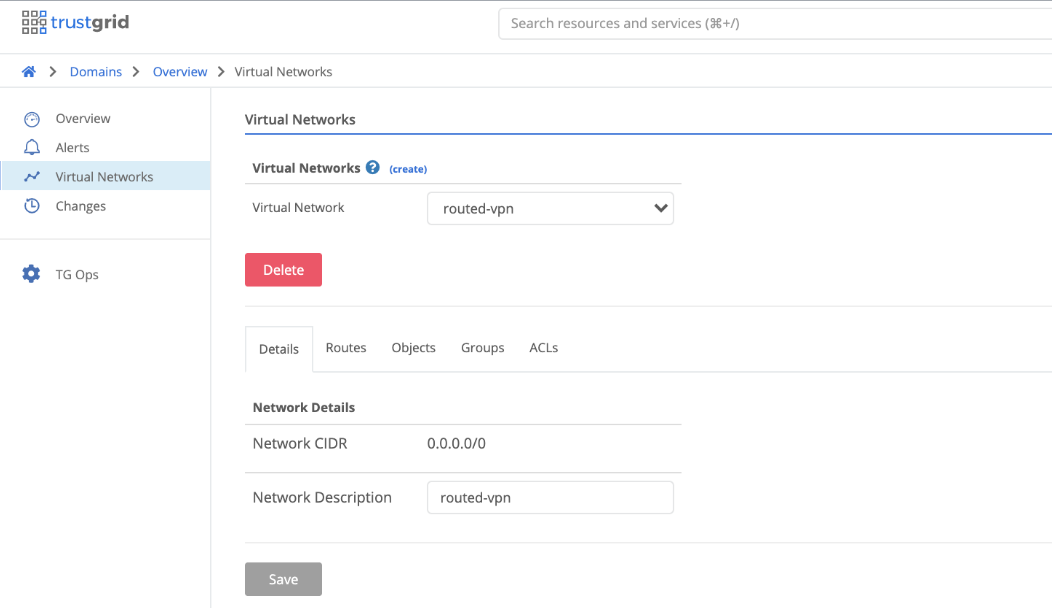 trustgrid
Search resources and services (⌘+/)
Domains Overview Virtual Networks
Overview
Alerts
Virtual Networks
Changes
TG Ops
Virtual Networks
Virtual Networks ? (create)
Virtual Network routed-vpn
Delete
Details Routes Objects Groups ACLs
Network Details
Network CIDR 0.0.0.0/0
Network Description routed-vpn
Save